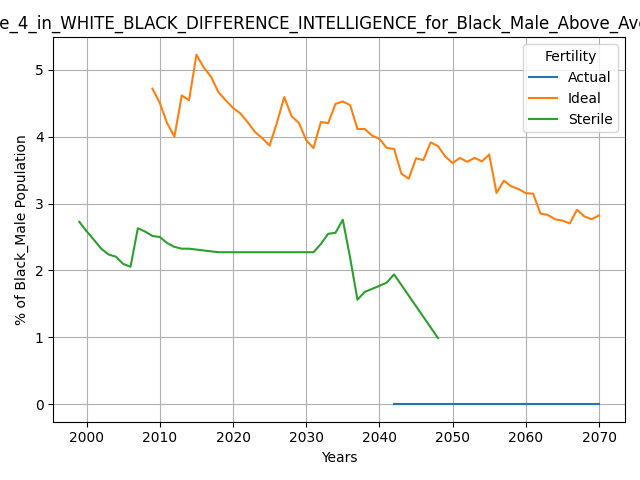 e_4_in_WHITE_BLACK_DIFFERENCE_INTELLIGENCE_for_Black_Male_Above_Ave
Fertility
Actual
Ideal
Sterile
% of Black_Male Population
5
4
3
2
1
0
2000 2010 2020 2030 2040 2050 2060 2070
Years